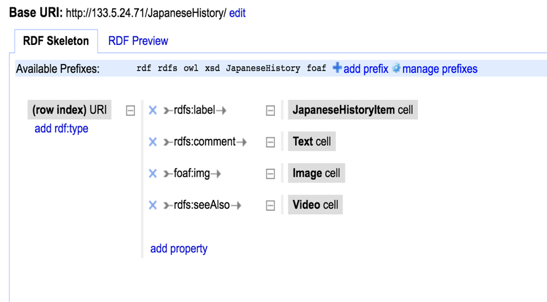 Base URI: http://133.5.24.71/JapaneseHistory/ edit
RDF Skeleton RDF Preview
Available Prefixes: rdf rdfs owl xsd JapaneseHistory foaf add prefix manage prefixes
(row index) URI rdfs:label JapaneseHistoryItem cell
add rdf:type
rdfs:comment Text cell
foaf:img Image cell
rdfs:seeAlso Video cell
add property